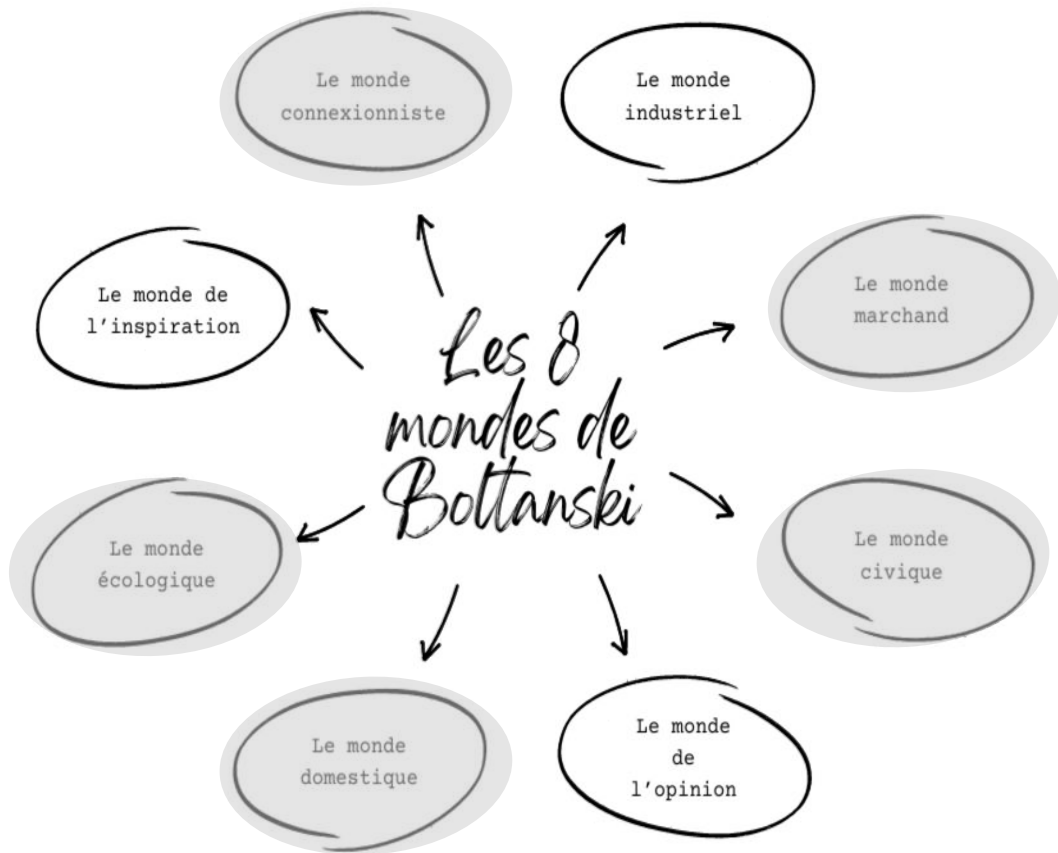 Le monde
connexionniste
Le monde
industriel
Le monde de
l'inspiration
Le monde
marchand
Les 8
mondes de
Boltanski
Le monde
écologique
Le monde
civique
Le monde
domestique
Le monde
de
l'opinion